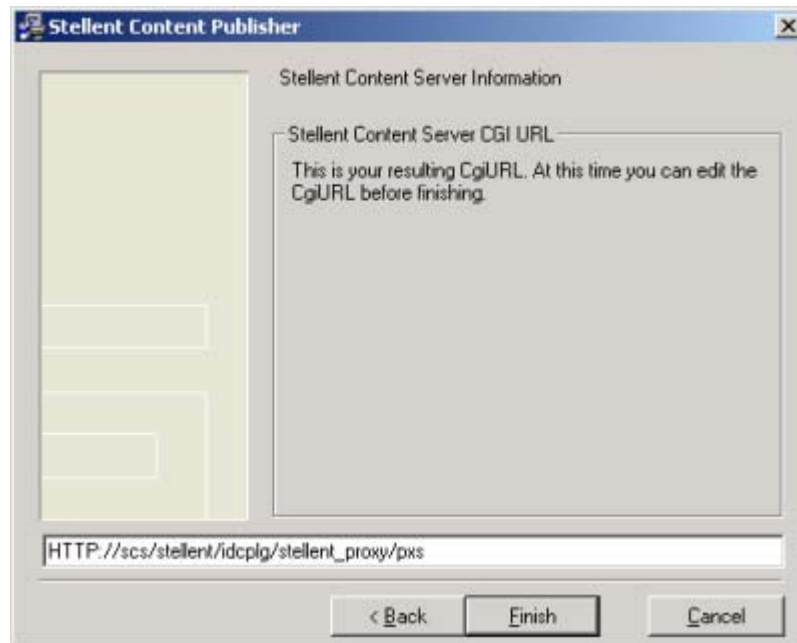 Stellent Content Publisher
Stellent Content Server Information
Stellent Content Server CGI URL
This is your resulting CgiURL. At this time you can edit the
CgiURL before finishing.
HTTP://scs/stellent/idcplg/stellent_proxy/pxs
< Back
Finish
Cancel